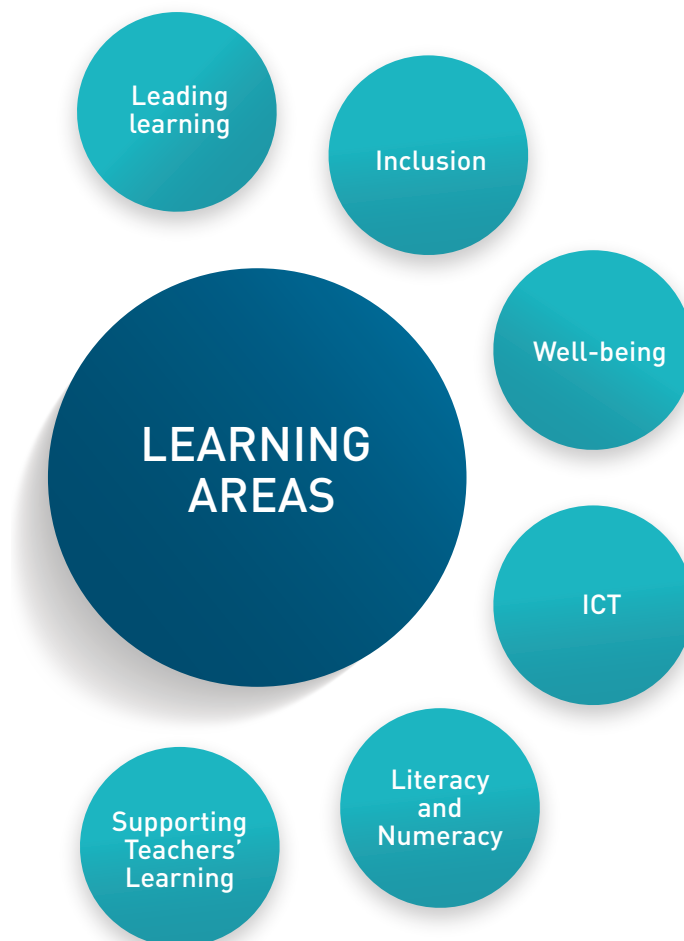 Leading
learning
Inclusion
Well-being
LEARNING
AREAS
ICT
Literacy
and
Numeracy
Supporting
Teachers’
Learning